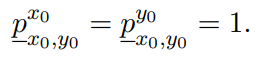 $\underline{p}^{x_0}_{x_0,y_0} = \underline{p}^{y_0}_{x_0,y_0} = 1.$